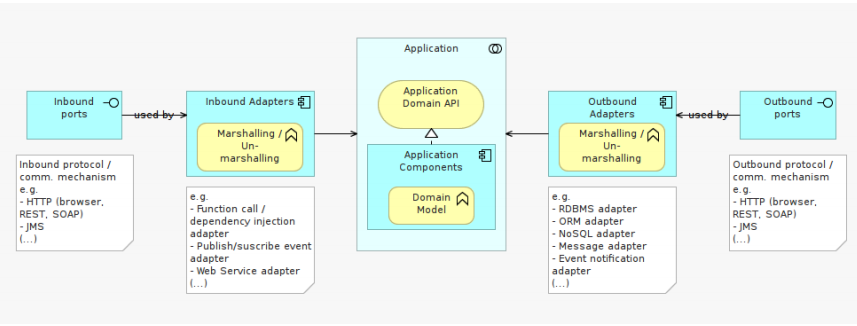 Inbound
ports
used by
Inbound Adapters
Marshalling /
Un-
marshalling
Application
Application
Domain API
Application
Components
Domain
Model
Outbound
Adapters
Marshalling /
Un-
marshalling
used by
Outbound
ports
Inbound protocol /
comm. mechanism
e.g.
- HTTP (browser,
REST, SOAP)
- JMS
(...)
e.g.
- Function call /
dependency injection
adapter
- Publish/suscribe event
adapter
- Web Service adapter
(...)
e.g.
- RDBMS adapter
- ORM adapter
- NoSQL adapter
- Message adapter
- Event notification
adapter
(...)
Outbound protocol /
comm. mechanism
e.g.
- HTTP (browser,
REST, SOAP)
- JMS
(...)